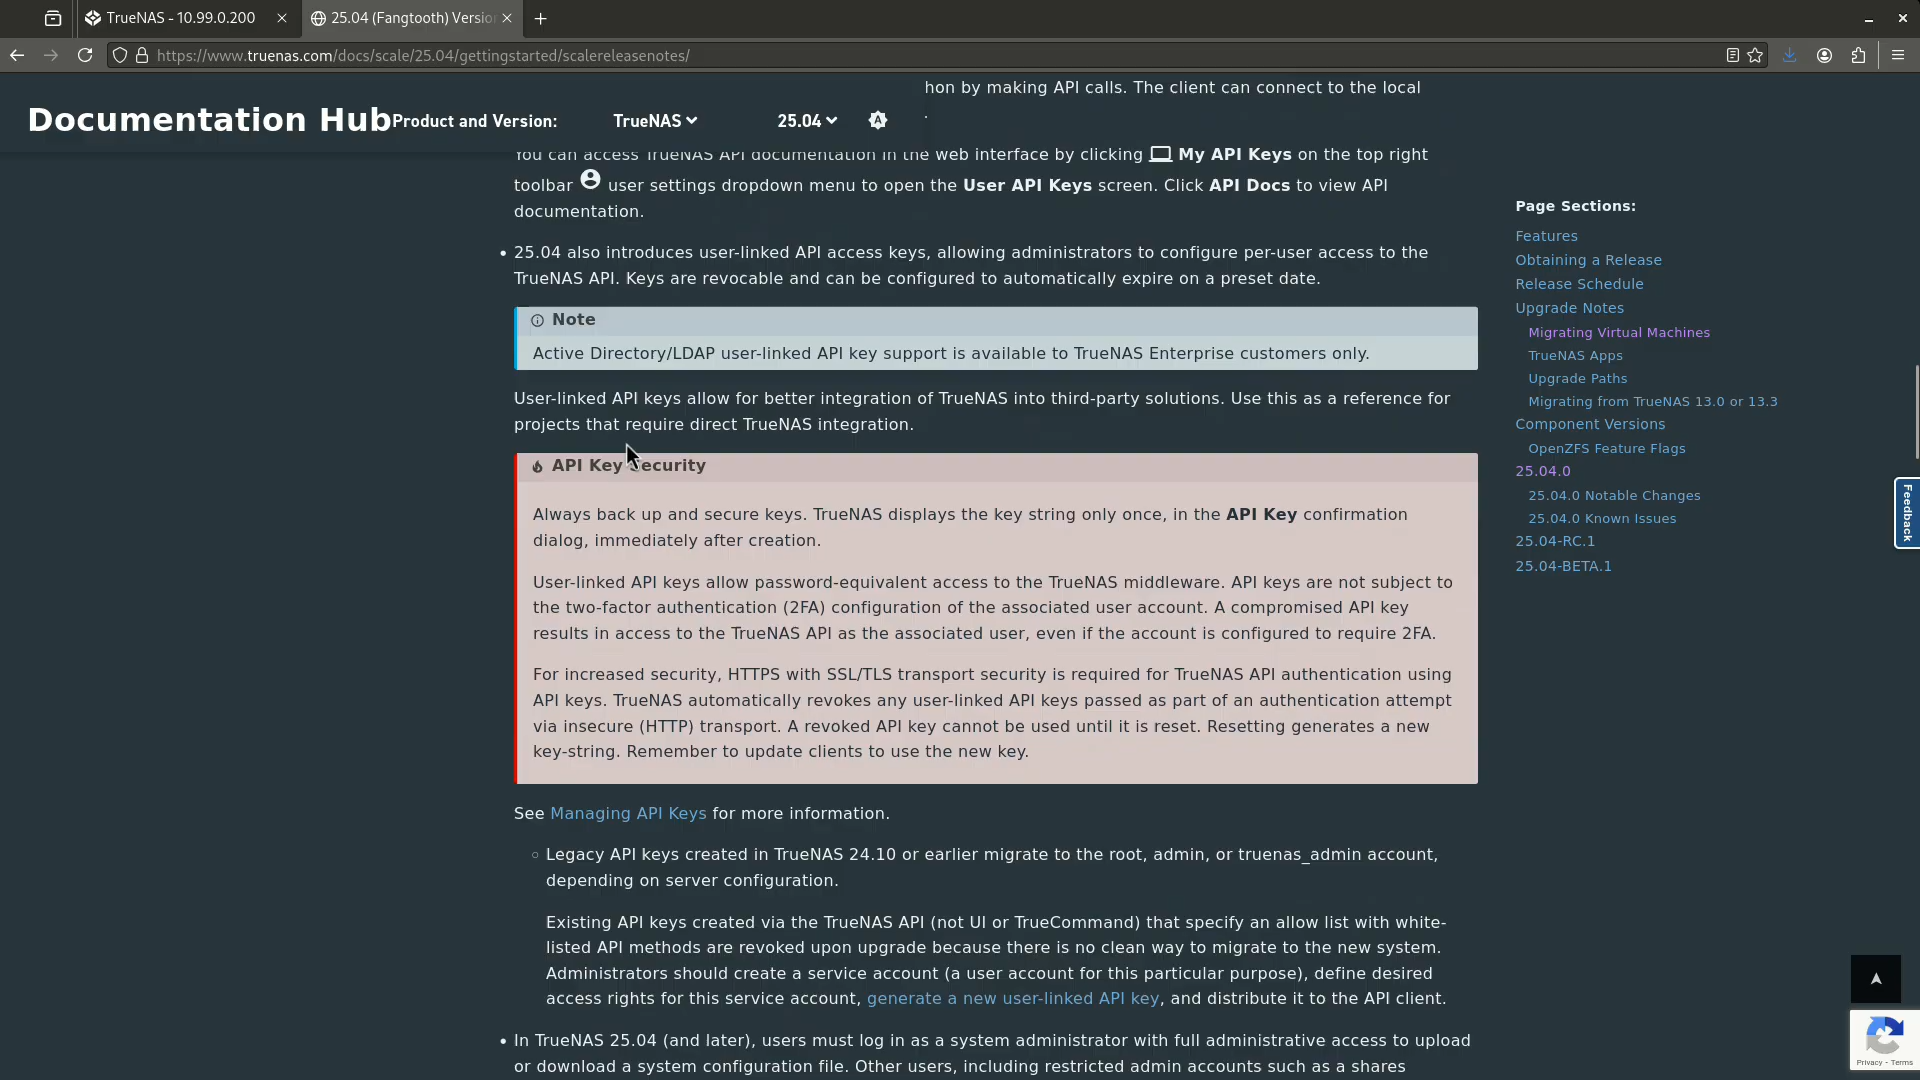 TrueNAS - 10.99.0.200
25.04 (Fangtooth) Versio
https://www.truenas.com/docs/scale/25.04/gettingstarted/scalereleasenotes/
hon by making API calls. The client can connect to the local
Documentation Hub
Product and Version:
TrueNAS
25.04
You can access TrueNAS API documentation in the web interface by clicking My API Keys on the top right
toolbar user settings dropdown menu to open the User API Keys screen. Click API Docs to view API
documentation.
• 25.04 also introduces user-linked API access keys, allowing administrators to configure per-user access to the
TrueNAS API. Keys are revocable and can be configured to automatically expire on a preset date.
Note
Active Directory/LDAP user-linked API key support is available to TrueNAS Enterprise customers only.
User-linked API keys allow for better integration of TrueNAS into third-party solutions. Use this as a reference for
projects that require direct TrueNAS integration.
API Key Security
Always back up and secure keys. TrueNAS displays the key string only once, in the API Key confirmation
dialog, immediately after creation.
User-linked API keys allow password-equivalent access to the TrueNAS middleware. API keys are not subject to
the two-factor authentication (2FA) configuration of the associated user account. A compromised API key
results in access to the TrueNAS API as the associated user, even if the account is configured to require 2FA.
For increased security, HTTPS with SSL/TLS transport security is required for TrueNAS API authentication using
API keys. TrueNAS automatically revokes any user-linked API keys passed as part of an authentication attempt
via insecure (HTTP) transport. A revoked API key cannot be used until it is reset. Resetting generates a new
key-string. Remember to update clients to use the new key.
See Managing API Keys for more information.
○ Legacy API keys created in TrueNAS 24.10 or earlier migrate to the root, admin, or truenas_admin account,
depending on server configuration.
Existing API keys created via the TrueNAS API (not UI or TrueCommand) that specify an allow list with white-
listed API methods are revoked upon upgrade because there is no clean way to migrate to the new system.
Administrators should create a service account (a user account for this particular purpose), define desired
access rights for this service account, generate a new user-linked API key, and distribute it to the API client.
• In TrueNAS 25.04 (and later), users must log in as a system administrator with full administrative access to upload
or download a system configuration file. Other users, including restricted admin accounts such as a shares
Page Sections:
Features
Obtaining a Release
Release Schedule
Upgrade Notes
Migrating Virtual Machines
TrueNAS Apps
Upgrade Paths
Migrating from TrueNAS 13.0 or 13.3
Component Versions
OpenZFS Feature Flags
25.04.0
25.04.0 Notable Changes
25.04.0 Known Issues
25.04-RC.1
25.04-BETA.1
Feedback
Privacy - Terms